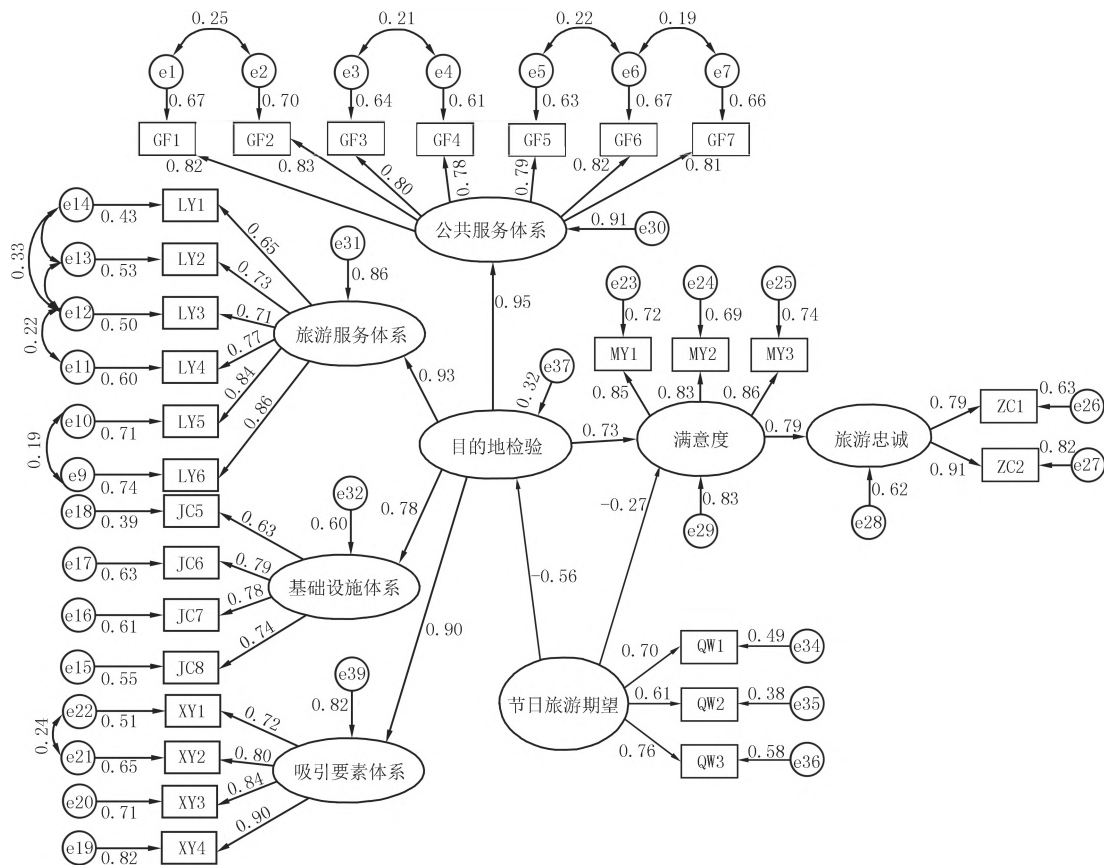 0.25 0.21 0.22 0.19
e1 e2 e3 e4 e5 e6 e7
0.67 0.70 0.64 0.61 0.63 0.67 0.66
GF1 GF2 GF3 GF4 GF5 GF6 GF7
0.82 0.83 0.80 0.78 0.79 0.82 0.81
公共服务体系 0.91 e30
0.95
e14 0.43 LY1 0.65
e13 0.53 LY2 0.73
e12 0.50 LY3 0.71
e11 0.60 LY4 0.77
e10 0.71 LY5 0.84
e9 0.74 LY6 0.86
0.33
0.22
0.19
e31
0.86
旅游服务体系
0.93
e18 0.39 JC5 0.63
e17 0.63 JC6 0.79
e16 0.61 JC7 0.78
e15 0.55 JC8 0.74
e32
0.60
基础设施体系
0.78
e22 0.51 XY1 0.72
e21 0.65 XY2 0.80
e20 0.71 XY3 0.84
e19 0.82 XY4 0.90
0.24
e39
0.82
吸引要素体系
0.90
e37
0.32
目的地检验
0.73
e23 e24 e25
0.72 0.69 0.74
MY1 MY2 MY3
0.85 0.83 0.86
满意度
0.79
0.83
e29
旅游忠诚
0.62
e28
0.79 ZC1 0.63 e26
0.91 ZC2 0.82 e27
-0.27
-0.56
节日旅游期望
0.70 QW1 0.49 e34
0.61 QW2 0.38 e35
0.76 QW3 0.58 e36